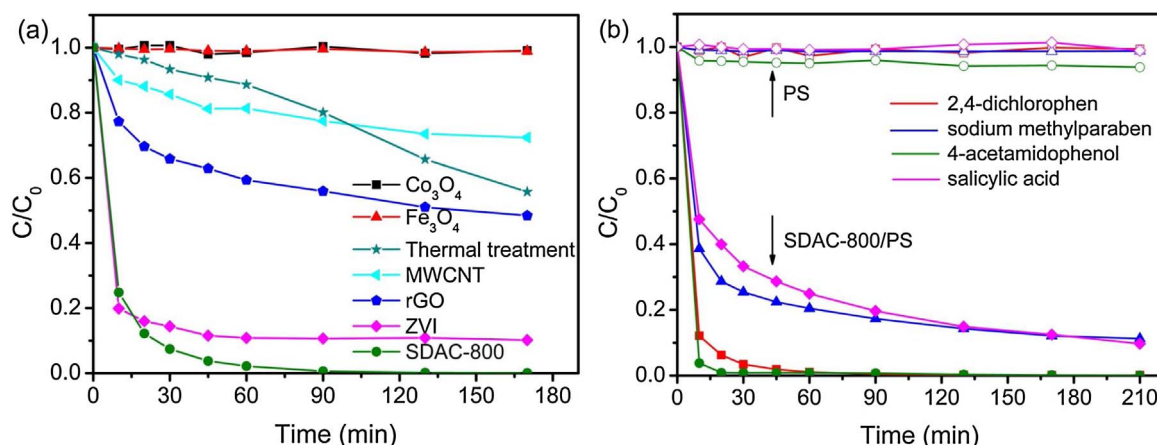 (a)
1.0
0.8
0.6
0.4
0.2
0.0
C/C₀
0 30 60 90 120 150 180
Time (min)
Co₃O₄
Fe₃O₄
Thermal treatment
MWCNT
rGO
ZVI
SDAC-800
(b)
1.0
0.8
0.6
0.4
0.2
0.0
C/C₀
0 30 60 90 120 150 180 210
Time (min)
PS
2,4-dichlorophen
sodium methylparaben
4-acetamidophenol
salicylic acid
SDAC-800/PS